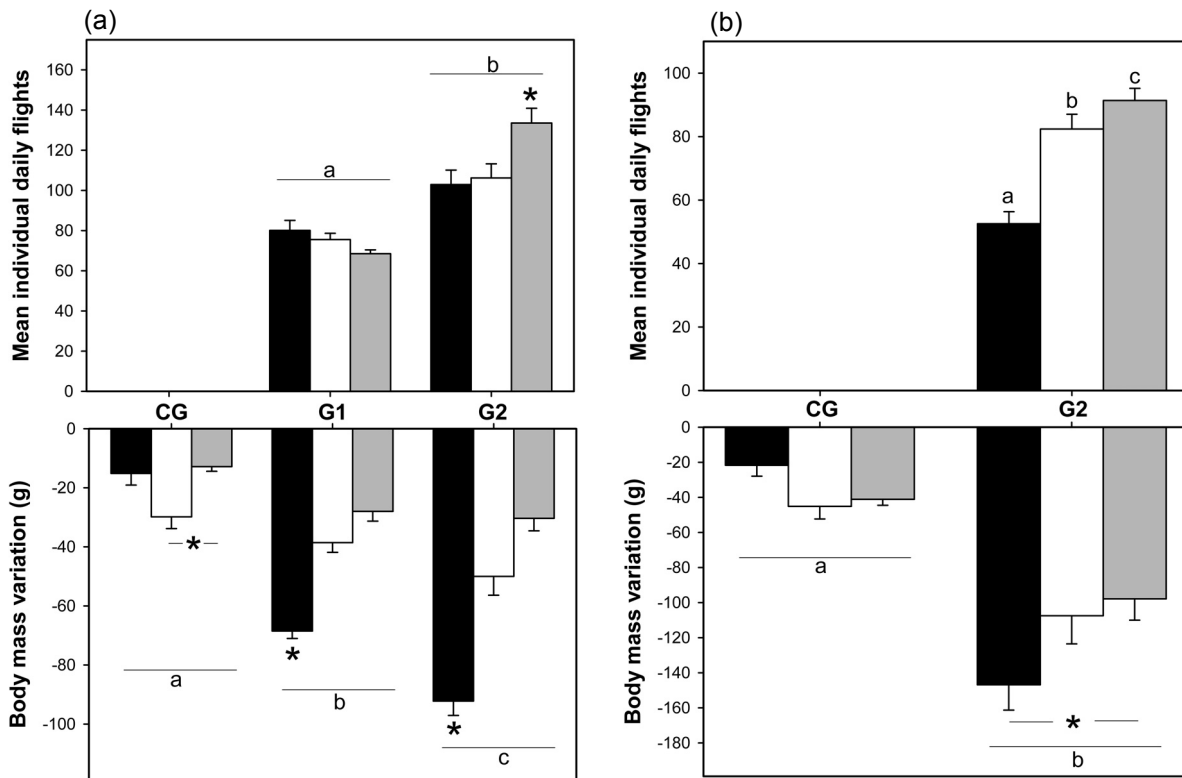 (a)
Mean individual daily flights
160
140
120
100
80
60
40
20
0
a
b
*
CG G1 G2
Body mass variation (g)
0
-20
-40
-60
-80
-100
*
a
*
b
*
c
(b)
Mean individual daily flights
100
80
60
40
20
0
a
b
c
CG G2
Body mass variation (g)
0
-20
-40
-60
-80
-100
-120
-140
-160
-180
a
*
b